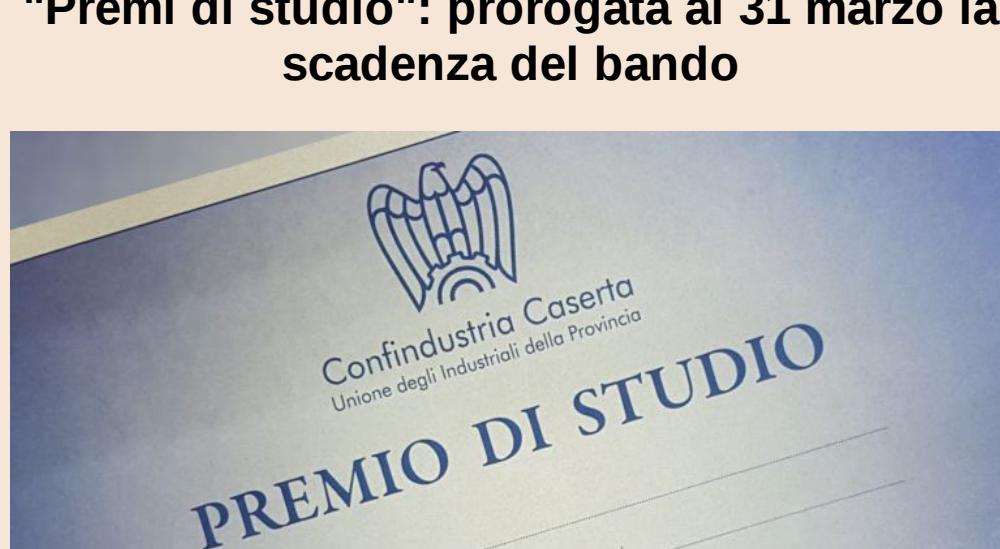 "Premi di studio": prorogata al 31 marzo la
scadenza del bando
Confindustria Caserta
Unione degli Industriali della Provincia
PREMIO DI STUDIO